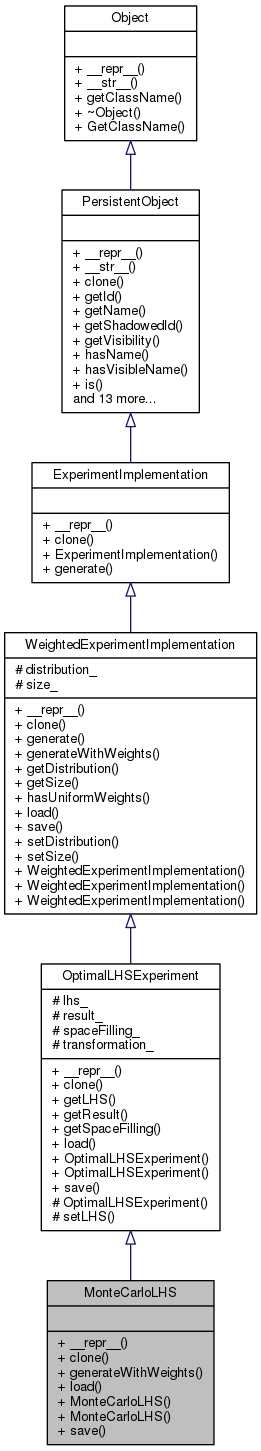 Object
+ __repr__()
+ __str__()
+ getClassName()
+ ~Object()
+ GetClassName()
PersistentObject
+ __repr__()
+ __str__()
+ clone()
+ getId()
+ getName()
+ getShadowedId()
+ getVisibility()
+ hasName()
+ hasVisibleName()
+ is()
and 13 more...
ExperimentImplementation
+ __repr__()
+ clone()
+ ExperimentImplementation()
+ generate()
WeightedExperimentImplementation
# distribution_
# size_
+ __repr__()
+ clone()
+ generate()
+ generateWithWeights()
+ getDistribution()
+ getSize()
+ hasUniformWeights()
+ load()
+ save()
+ setDistribution()
+ setSize()
+ WeightedExperimentImplementation()
+ WeightedExperimentImplementation()
+ WeightedExperimentImplementation()
OptimalLHSExperiment
# lhs_
# result_
# spaceFilling_
# transformation_
+ __repr__()
+ clone()
+ getLHS()
+ getResult()
+ getSpaceFilling()
+ load()
+ OptimalLHSExperiment()
+ OptimalLHSExperiment()
+ save()
# OptimalLHSExperiment()
# setLHS()
MonteCarloLHS
+ __repr__()
+ clone()
+ generateWithWeights()
+ load()
+ MonteCarloLHS()
+ MonteCarloLHS()
+ save()